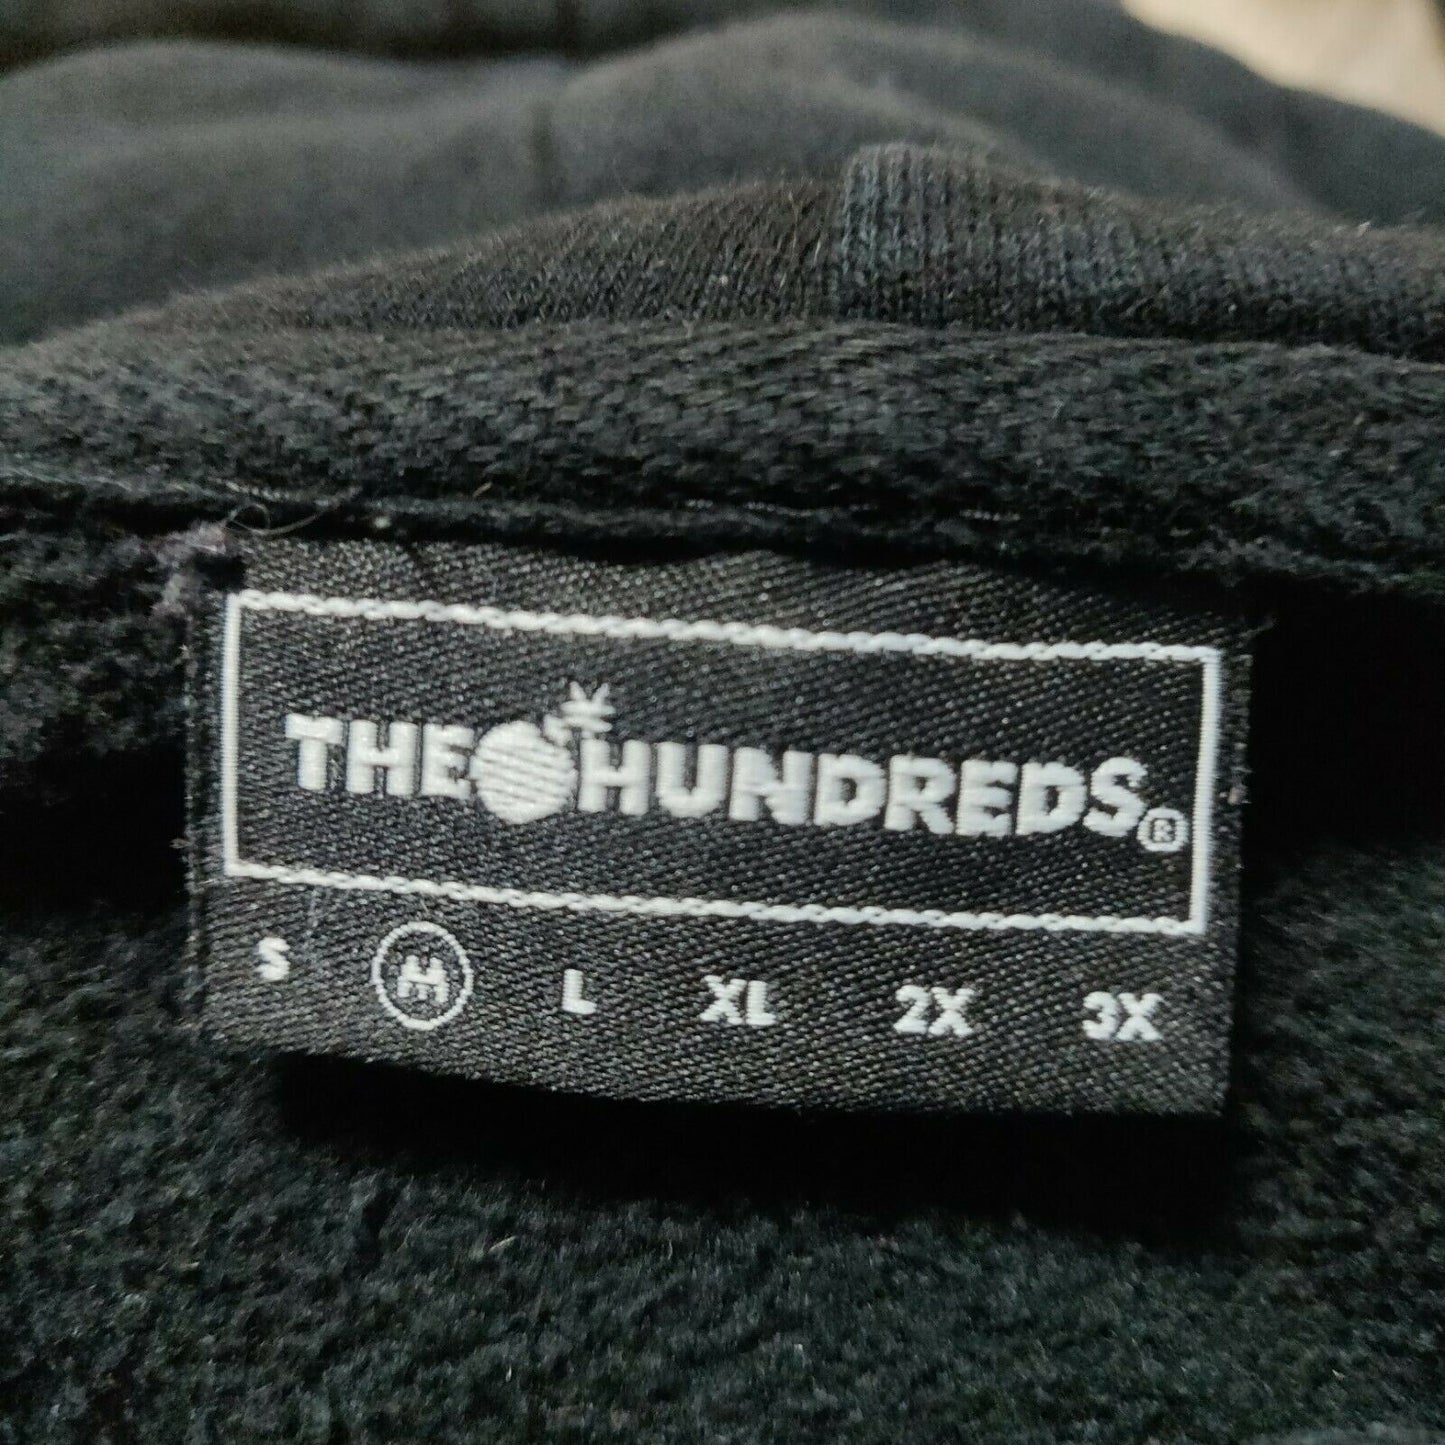 THE HUNDREDS®
S M L XL 2X 3X